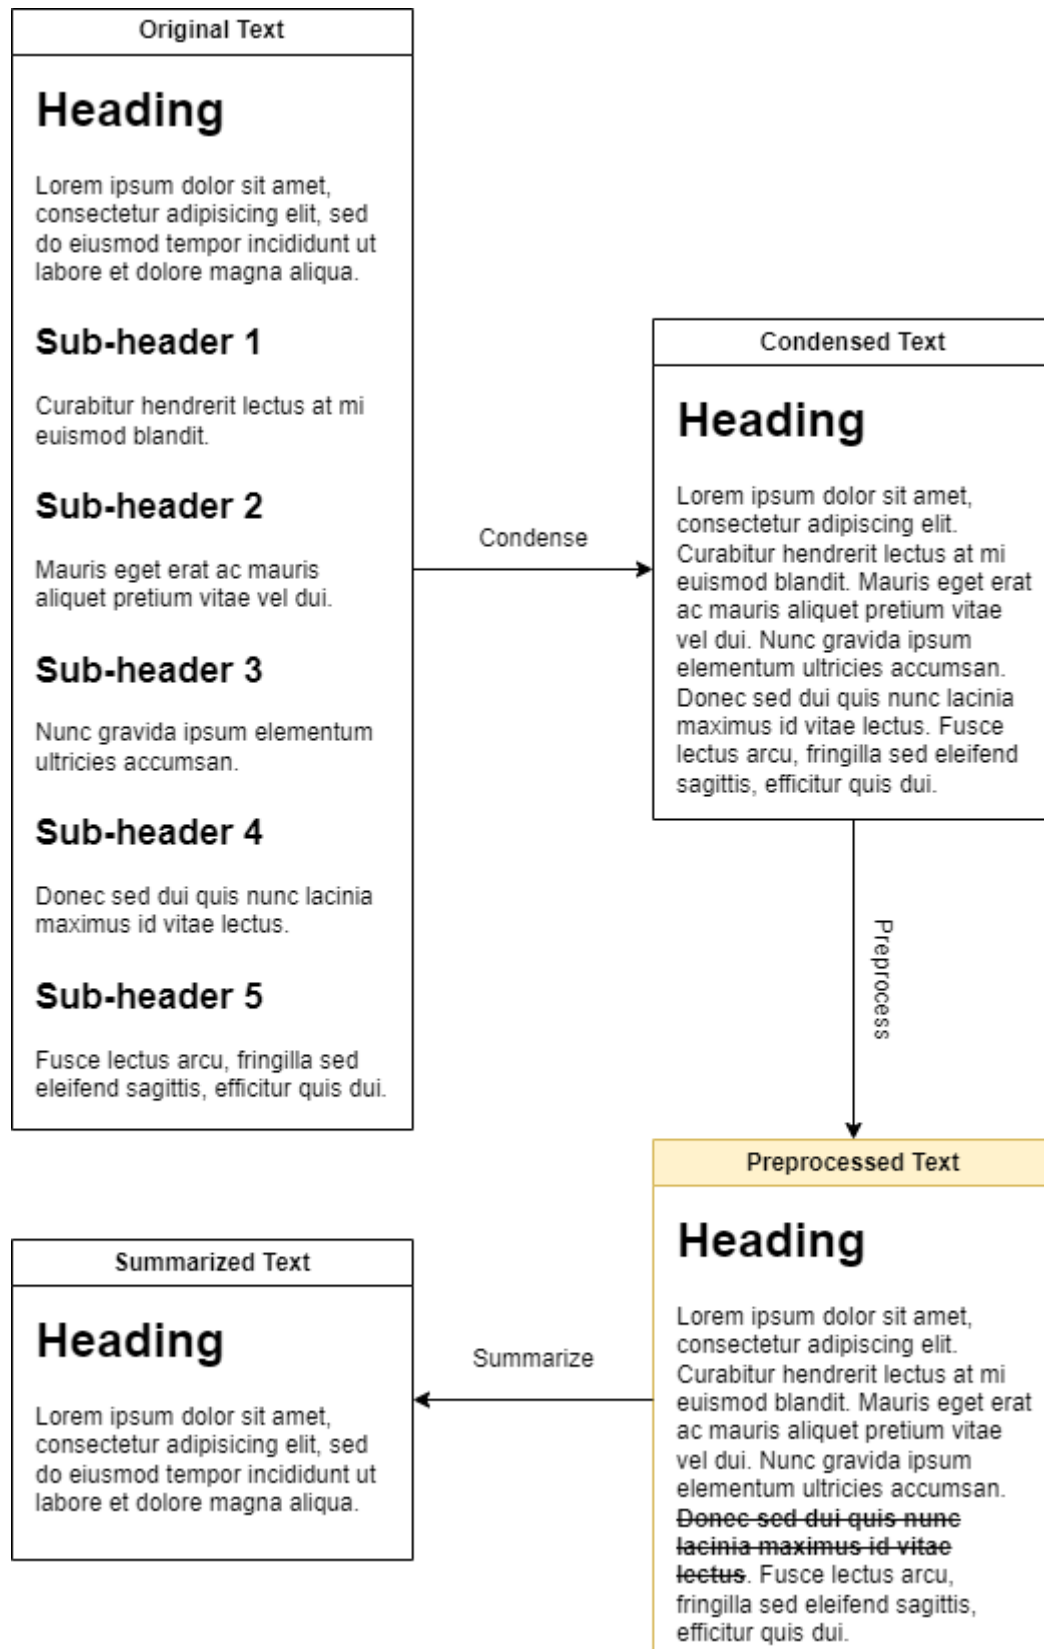 Original Text
Heading
Lorem ipsum dolor sit amet,
consectetur adipisicing elit, sed
do eiusmod tempor incididunt ut
labore et dolore magna aliqua.
Sub-header 1
Curabitur hendrerit lectus at mi
euismod blandit.
Sub-header 2
Mauris eget erat ac mauris
aliquet pretium vitae vel dui.
Sub-header 3
Nunc gravida ipsum elementum
ultricies accumsan.
Sub-header 4
Donec sed dui quis nunc lacinia
maximus id vitae lectus.
Sub-header 5
Fusce lectus arcu, fringilla sed
eleifend sagittis, efficitur quis dui.
Condense
Condensed Text
Heading
Lorem ipsum dolor sit amet,
consectetur adipiscing elit.
Curabitur hendrerit lectus at mi
euismod blandit. Mauris eget erat
ac mauris aliquet pretium vitae
vel dui. Nunc gravida ipsum
elementum ultricies accumsan.
Donec sed dui quis nunc lacinia
maximus id vitae lectus. Fusce
lectus arcu, fringilla sed eleifend
sagittis, efficitur quis dui.
Preprocess
Preprocessed Text
Heading
Lorem ipsum dolor sit amet,
consectetur adipiscing elit.
Curabitur hendrerit lectus at mi
euismod blandit. Mauris eget erat
ac mauris aliquet pretium vitae
vel dui. Nunc gravida ipsum
elementum ultricies accumsan.
Donec sed dui quis nunc
lacinia maximus id vitae
lectus. Fusce lectus arcu,
fringilla sed eleifend sagittis,
efficitur quis dui.
Summarize
Summarized Text
Heading
Lorem ipsum dolor sit amet,
consectetur adipisicing elit, sed
do eiusmod tempor incididunt ut
labore et dolore magna aliqua.